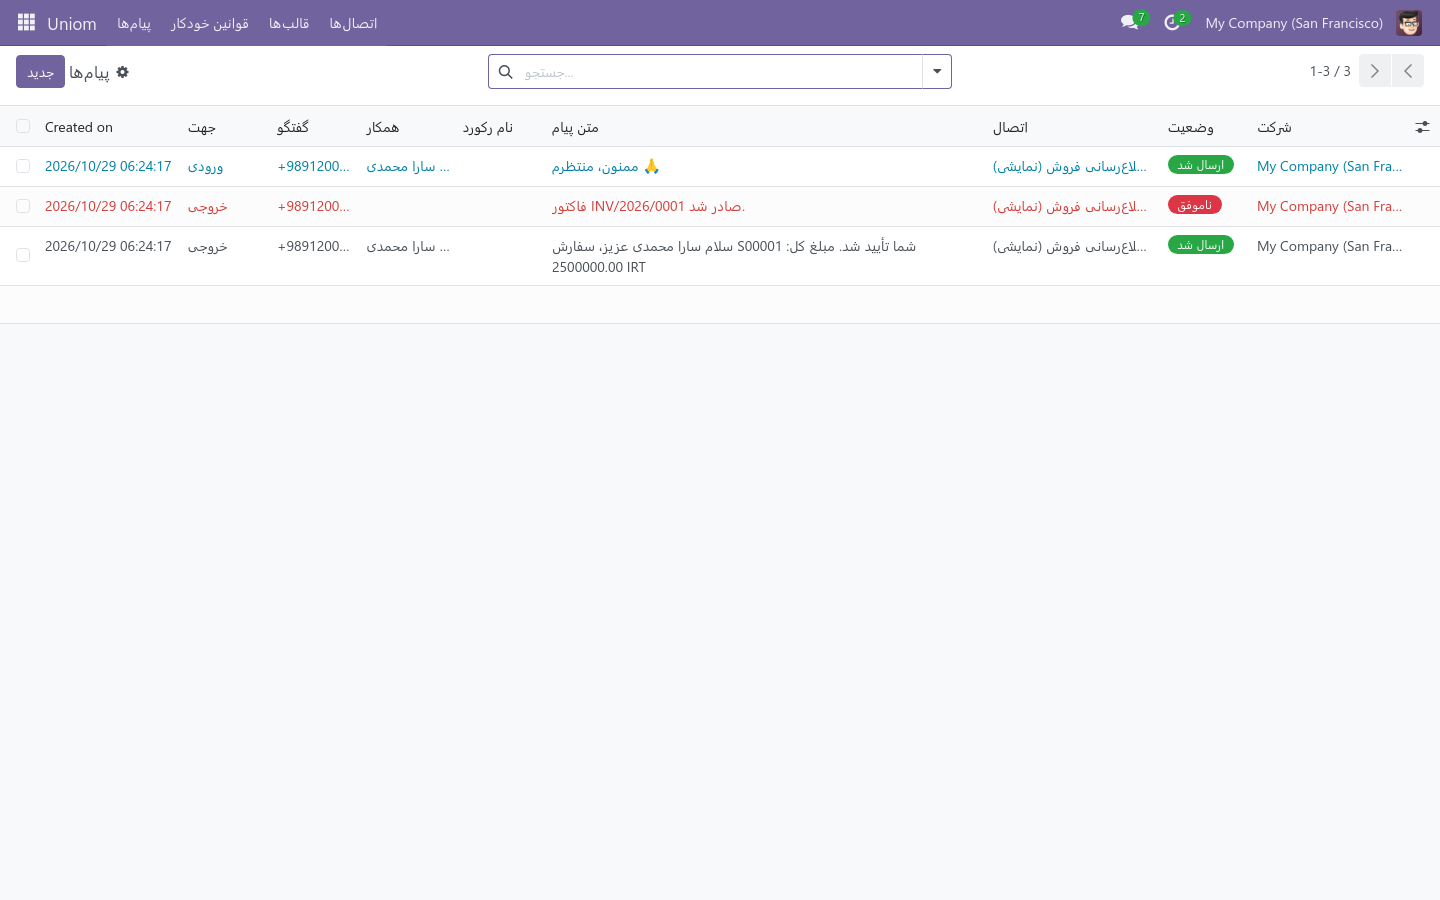 Uniom پیام‌ها قوانین خودکار قالب‌ها اتصال‌ها 7 2 My Company (San Francisco)
جدید پیام‌ها جستجو... 1-3 / 3
Created on جهت گفتگو همکار نام رکورد متن پیام اتصال وضعیت شرکت
2026/10/29 06:24:17 ورودی +9891200... سارا محمدی ... ممنون، منتظرم 🙏 لاع‌رسانی فروش (نمایشی)... ارسال شد My Company (San Fra...
2026/10/29 06:24:17 خروجی +9891200... فاکتور INV/2026/0001 صادر شد. لاع‌رسانی فروش (نمایشی)... ناموفق My Company (San Fra...
2026/10/29 06:24:17 خروجی +9891200... سارا محمدی ... سلام سارا محمدی عزیز، سفارش S00001 شما تأیید شد. مبلغ کل: لاع‌رسانی فروش (نمایشی)... ارسال شد My Company (San Fra...
2500000.00 IRT